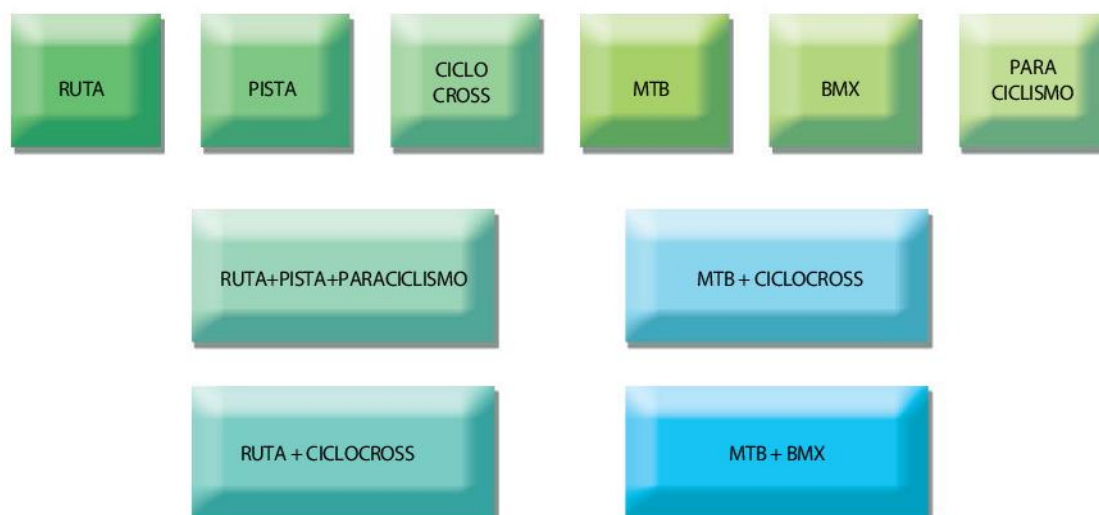 RUTA
PISTA
CICLO
CROSS
MTB
BMX
PARA
CICLISMO
RUTA+PISTA+PARACICLISMO
MTB + CICLOCROSS
RUTA + CICLOCROSS
MTB + BMX